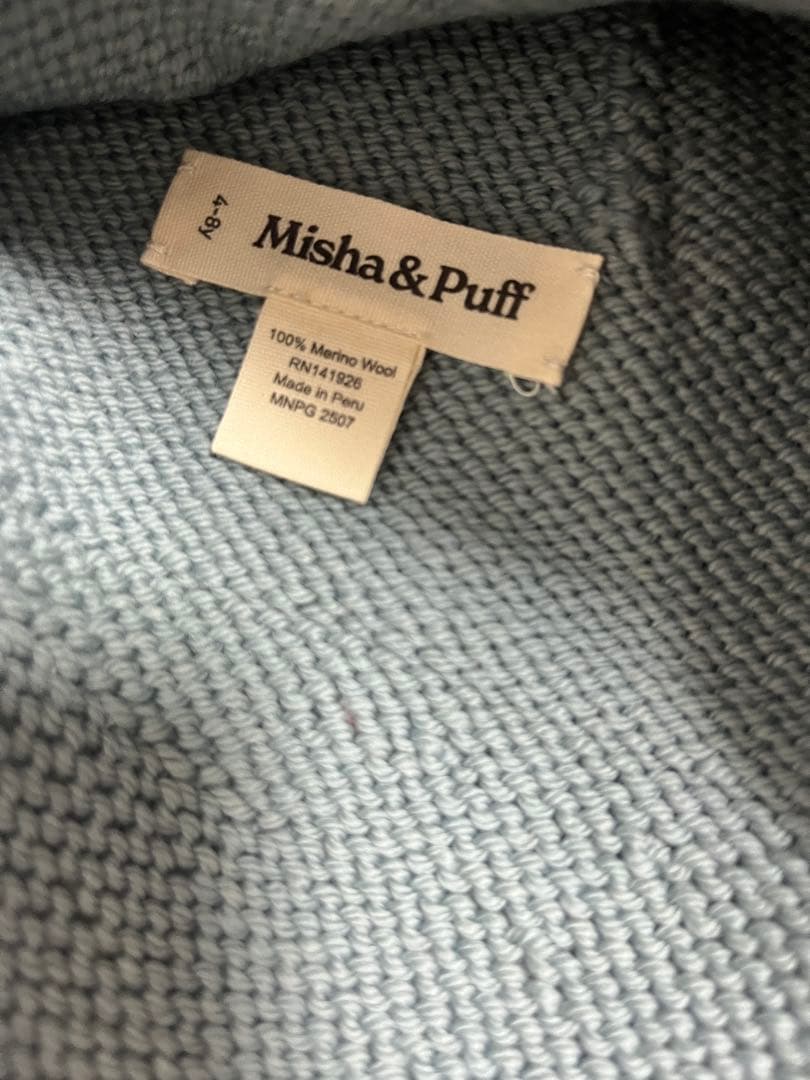 4-8y
Misha & Puff
100% Merino Wool
RN141926
Made in Peru
MNPG 2507